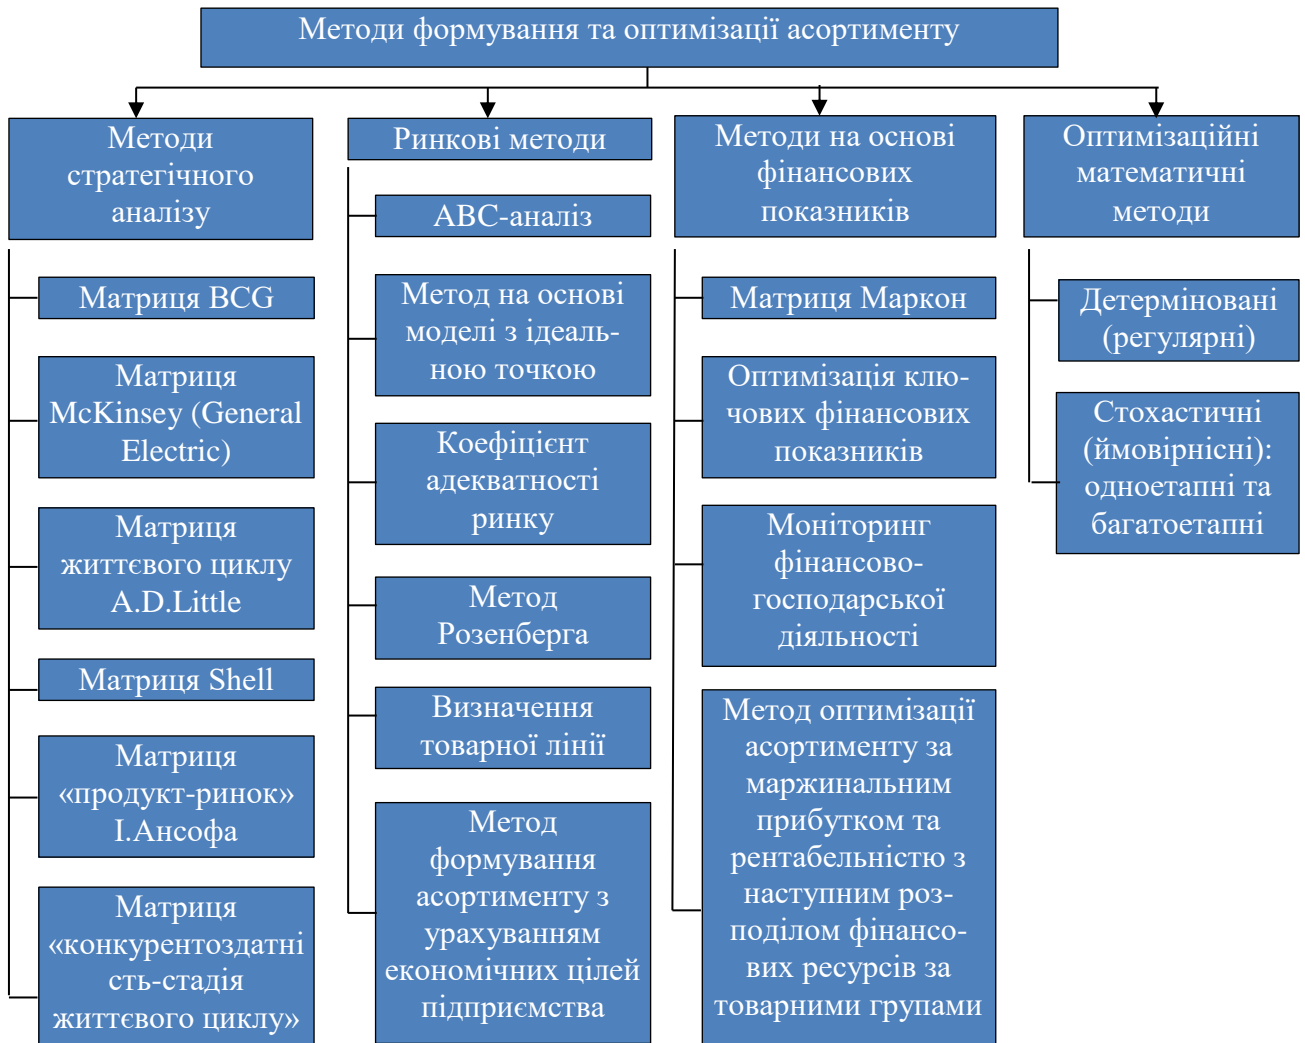 Методи формування та оптимізації асортименту
Методи
стратегічного
аналізу
Матриця BCG
Матриця
McKinsey (General
Electric)
Матриця
життєвого циклу
A.D.Little
Матриця Shell
Матриця
«продукт-ринок»
І.Ансофа
Матриця
«конкурентоздатні
сть-стадія
життєвого циклу»
Ринкові методи
АВС-аналіз
Метод на основі
моделі з ідеаль-
ною точкою
Коефіцієнт
адекватності
ринку
Метод
Розенберга
Визначення
товарної лінії
Метод
формування
асортименту з
урахуванням
економічних цілей
підприємства
Методи на основі
фінансових
показників
Матриця Маркон
Оптимізація клю-
чових фінансових
показників
Моніторинг
фінансово-
господарської
діяльності
Метод оптимізації
асортименту за
маржинальним
прибутком та
рентабельністю з
наступним роз-
поділом фінансо-
вих ресурсів за
товарними групами
Оптимізаційні
математичні
методи
Детерміновані
(регулярні)
Стохастичні
(ймовірнісні):
одноетапні та
багатоетапні